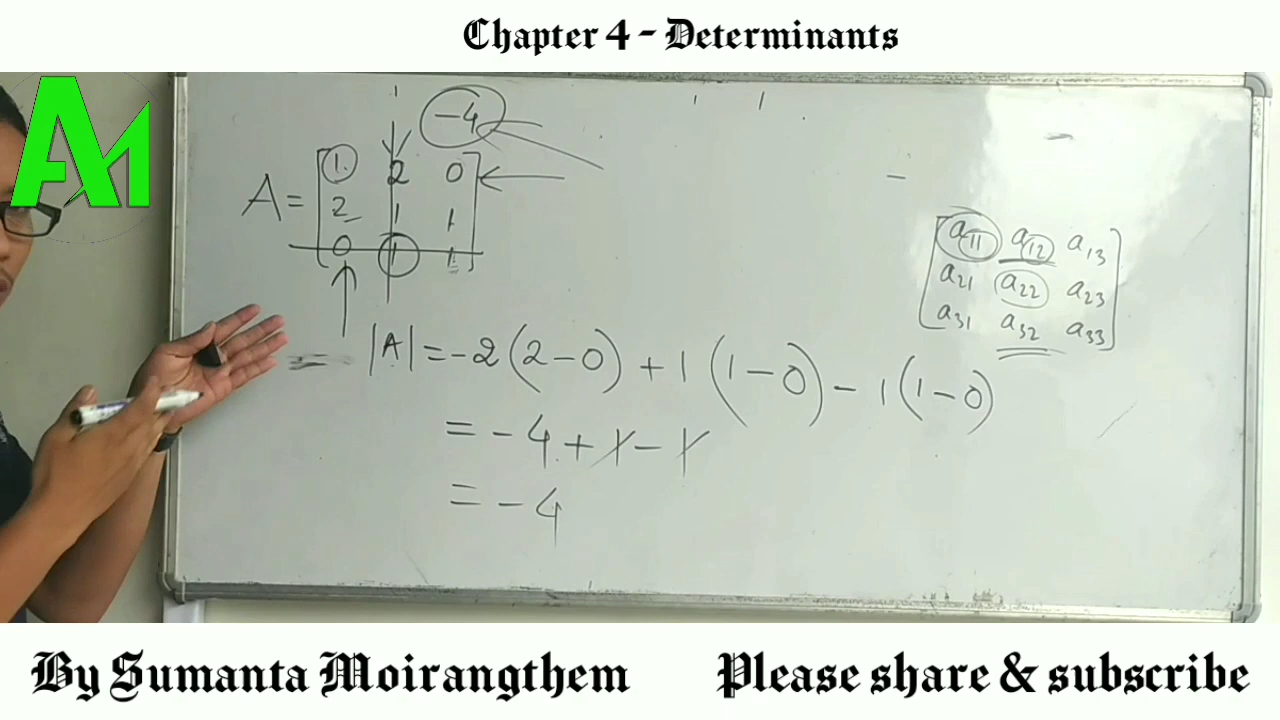 Chapter 4 - Determinants
AM
-4
A = [1 2 0
2 1 1
0 1 1]
[a11 a12 a13
a21 a22 a23
a31 a32 a33]
|A| = -2(2-0) + 1(1-0) - 1(1-0)
= -4 + 1 - 1
= -4
By Sumanta Moirangthem
Please share & subscribe